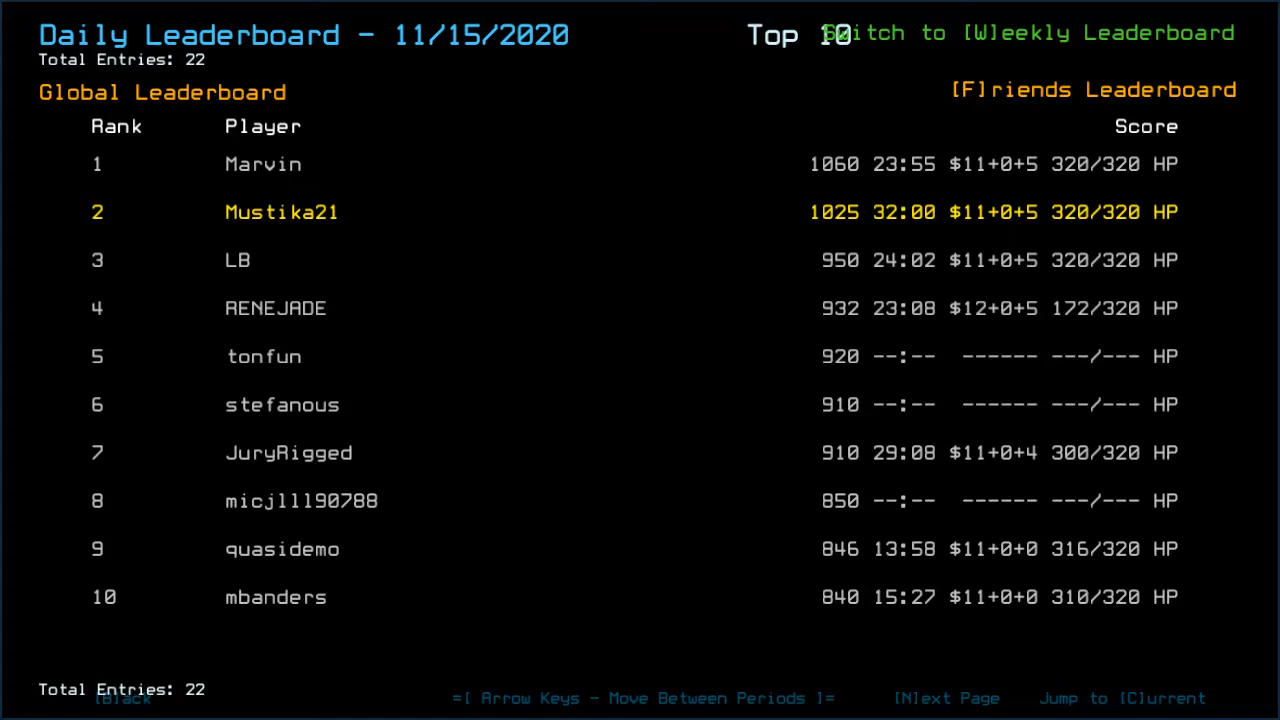 Daily Leaderboard - 11/15/2020 Top 10 Switch to [W]eekly Leaderboard
Total Entries: 22
Global Leaderboard [F]riends Leaderboard
Rank Player Score
1 Marvin 1060 23:55 $11+0+5 320/320 HP
2 Mustika21 1025 32:00 $11+0+5 320/320 HP
3 LB 950 24:02 $11+0+5 320/320 HP
4 RENEJADE 932 23:08 $12+0+5 172/320 HP
5 tonfun 920 --:-- ------ ---/--- HP
6 stefanous 910 --:-- ------ ---/--- HP
7 JuryRigged 910 29:08 $11+0+4 300/320 HP
8 micjlll90788 850 --:-- ------ ---/--- HP
9 quasidemo 846 13:58 $11+0+0 316/320 HP
10 mbanders 840 15:27 $11+0+0 310/320 HP
Total Entries: 22
[B]ack =[ Arrow Keys - Move Between Periods ]= [N]ext Page Jump to [C]urrent